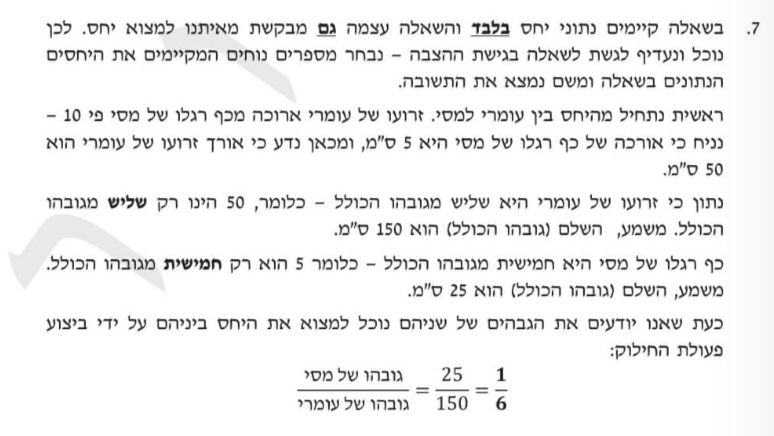 7. בשאלה קיימים נתוני יחס בלבד והשאלה עצמה גם מבקשת מאיתנו למצוא יחס. לכן
נוכל ונעדיף לגשת לשאלה בגישת ההצבה – נבחר מספרים נוחים המקיימים את היחסים
הנתונים בשאלה ומשם נמצא את התשובה.
ראשית נתחיל מהיחס בין עומרי למסי. זרועו של עומרי ארוכה מכף רגלו של מסי פי 10 –
נניח כי אורכה של כף רגלו של מסי היא 5 ס"מ, ומכאן נדע כי אורך זרועו של עומרי הוא
50 ס"מ.
נתון כי זרועו של עומרי היא שליש מגובהו הכולל – כלומר, 50 הינו רק שליש מגובהו
הכולל. משמע, השלם (גובהו הכולל) הוא 150 ס"מ.
כף רגלו של מסי היא חמישית מגובהו הכולל – כלומר 5 הוא רק חמישית מגובהו הכולל.
משמע, השלם (גובהו הכולל) הוא 25 ס"מ.
כעת שאנו יודעים את הגבהים של שניהם נוכל למצוא את היחס ביניהם על ידי ביצוע
פעולת החילוק:
גובהו של מסי / גובהו של עומרי = 25 / 150 = 1 / 6